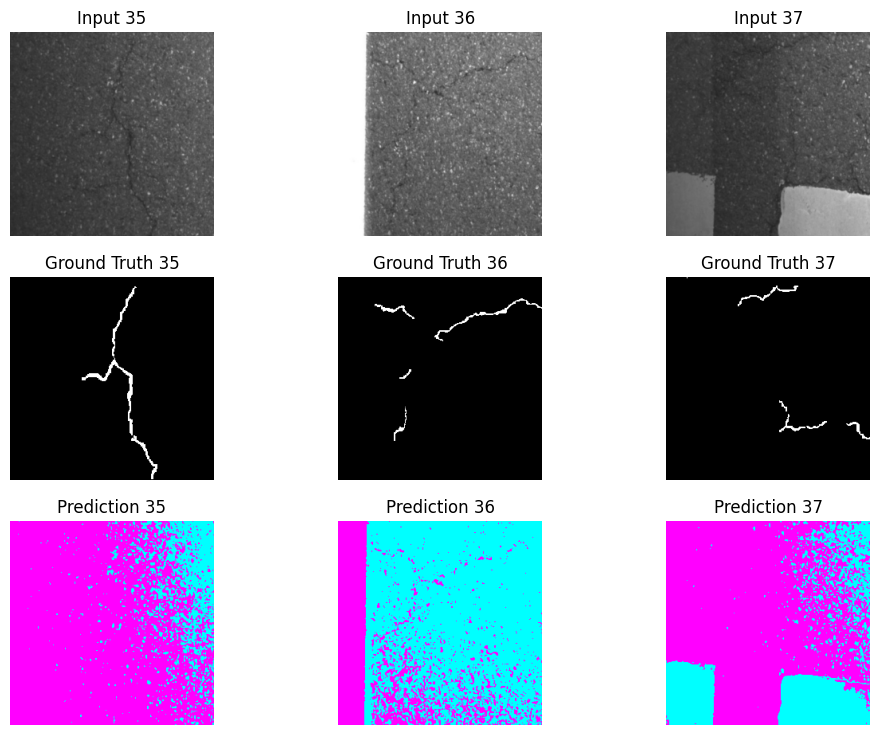 Input 35
Input 36
Input 37
Ground Truth 35
Ground Truth 36
Ground Truth 37
Prediction 35
Prediction 36
Prediction 37